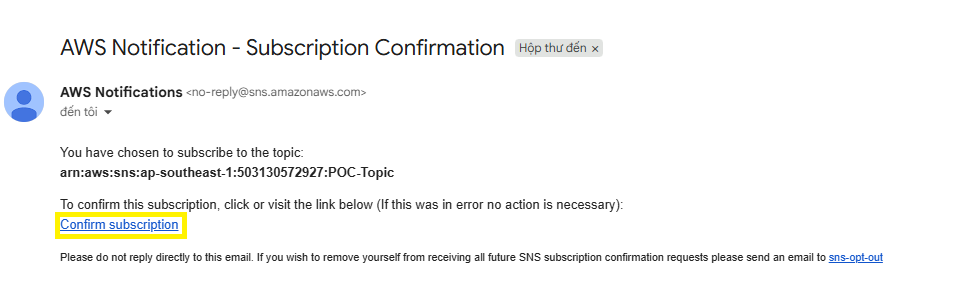 AWS Notification - Subscription Confirmation Hộp thư đến ×
AWS Notifications <no-reply@sns.amazonaws.com>
đến tôi
You have chosen to subscribe to the topic:
arn:aws:sns:ap-southeast-1:503130572927:POC-Topic
To confirm this subscription, click or visit the link below (If this was in error no action is necessary):
Confirm subscription
Please do not reply directly to this email. If you wish to remove yourself from receiving all future SNS subscription confirmation requests please send an email to sns-opt-out